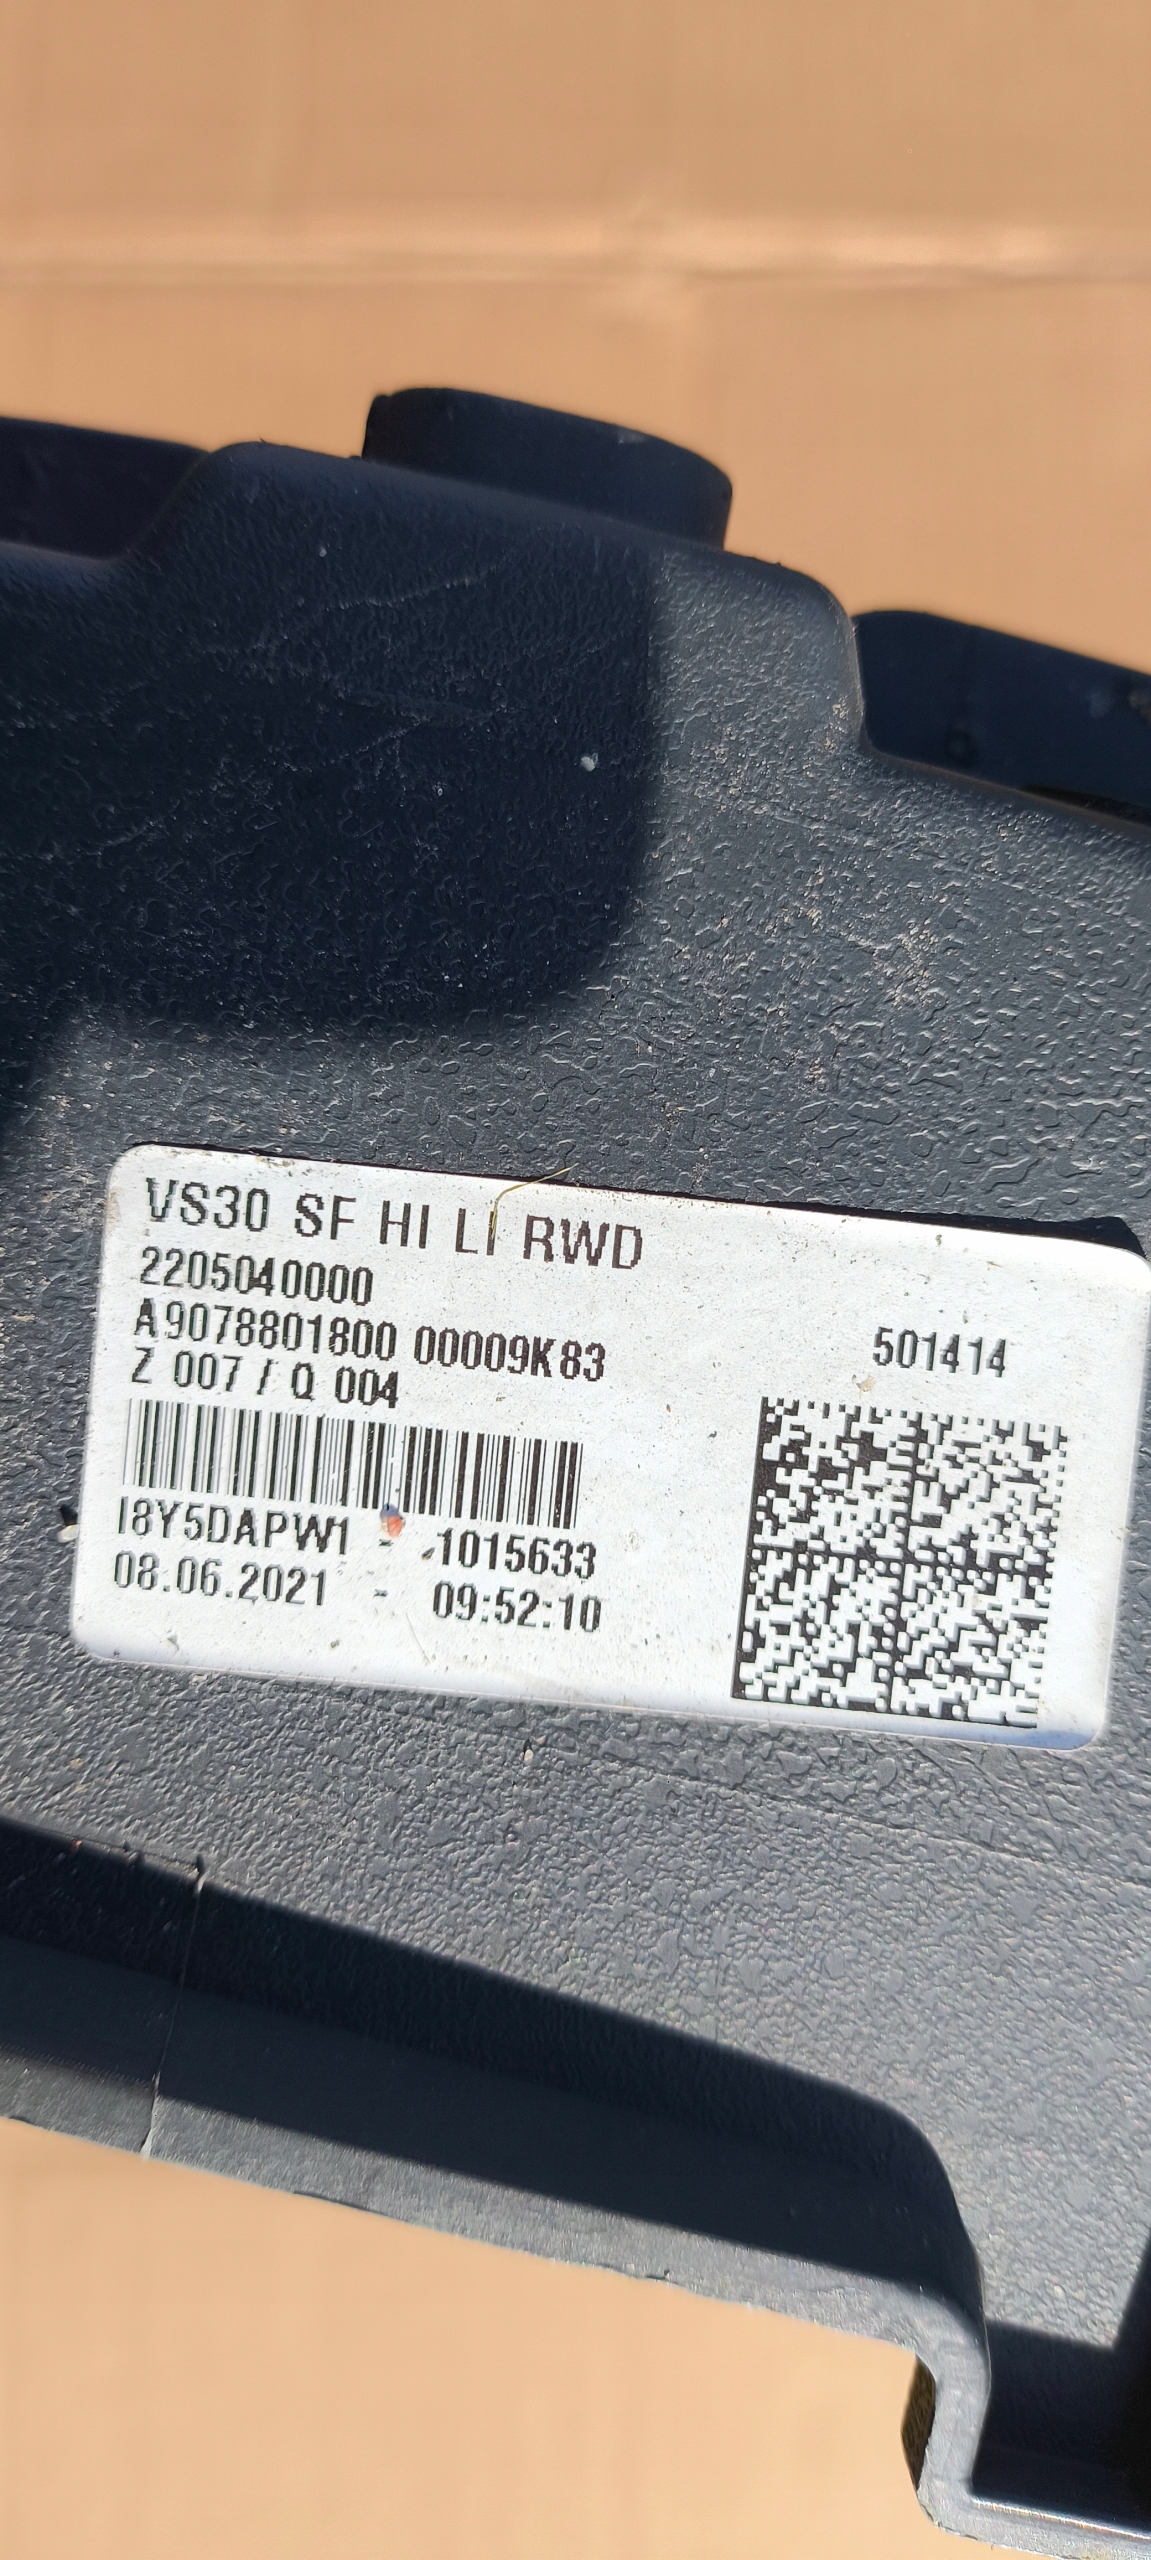 VS30 SF HI LI RWD
2205040000
A9078801800 00009K83
501414
Z 007 / Q 004
I8Y5DAPW1 - 1015633
08.06.2021 - 09:52:10